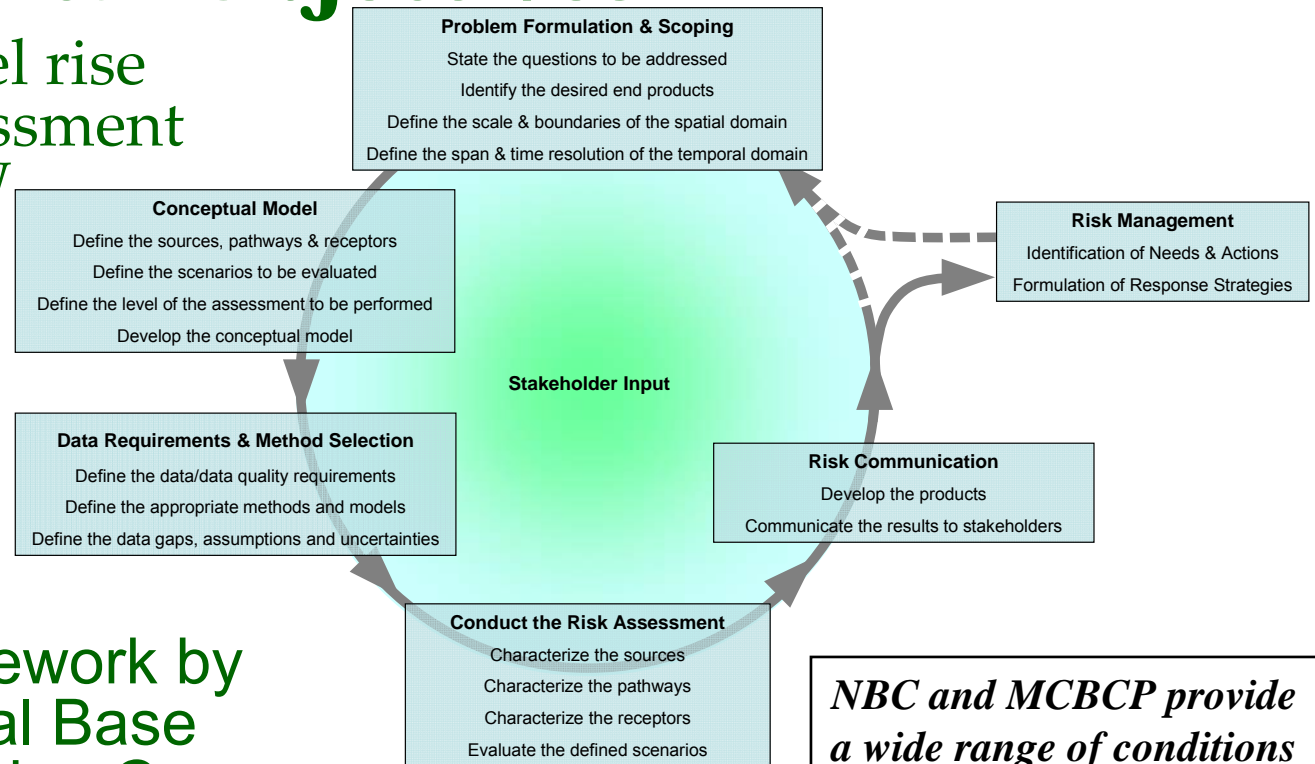 Problem Formulation & Scoping
State the questions to be addressed
Identify the desired end products
Define the scale & boundaries of the spatial domain
Define the span & time resolution of the temporal domain
el rise
ssment
Conceptual Model
Define the sources, pathways & receptors
Define the scenarios to be evaluated
Define the level of the assessment to be performed
Develop the conceptual model
Risk Management
Identification of Needs & Actions
Formulation of Response Strategies
Stakeholder Input
Data Requirements & Method Selection
Define the data/data quality requirements
Define the appropriate methods and models
Define the data gaps, assumptions and uncertainties
Risk Communication
Develop the products
Communicate the results to stakeholders
Conduct the Risk Assessment
Characterize the sources
Characterize the pathways
Characterize the receptors
Evaluate the defined scenarios
ework by
al Base
NBC and MCBCP provide
a wide range of conditions